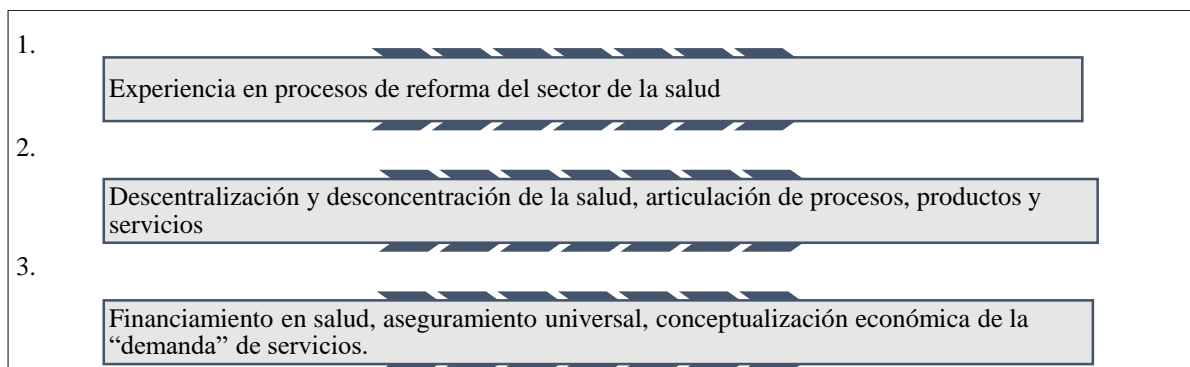 1.
Experiencia en procesos de reforma del sector de la salud
2.
Descentralización y desconcentración de la salud, articulación de procesos, productos y
servicios
3.
Financiamiento en salud, aseguramiento universal, conceptualización económica de la
“demanda” de servicios.